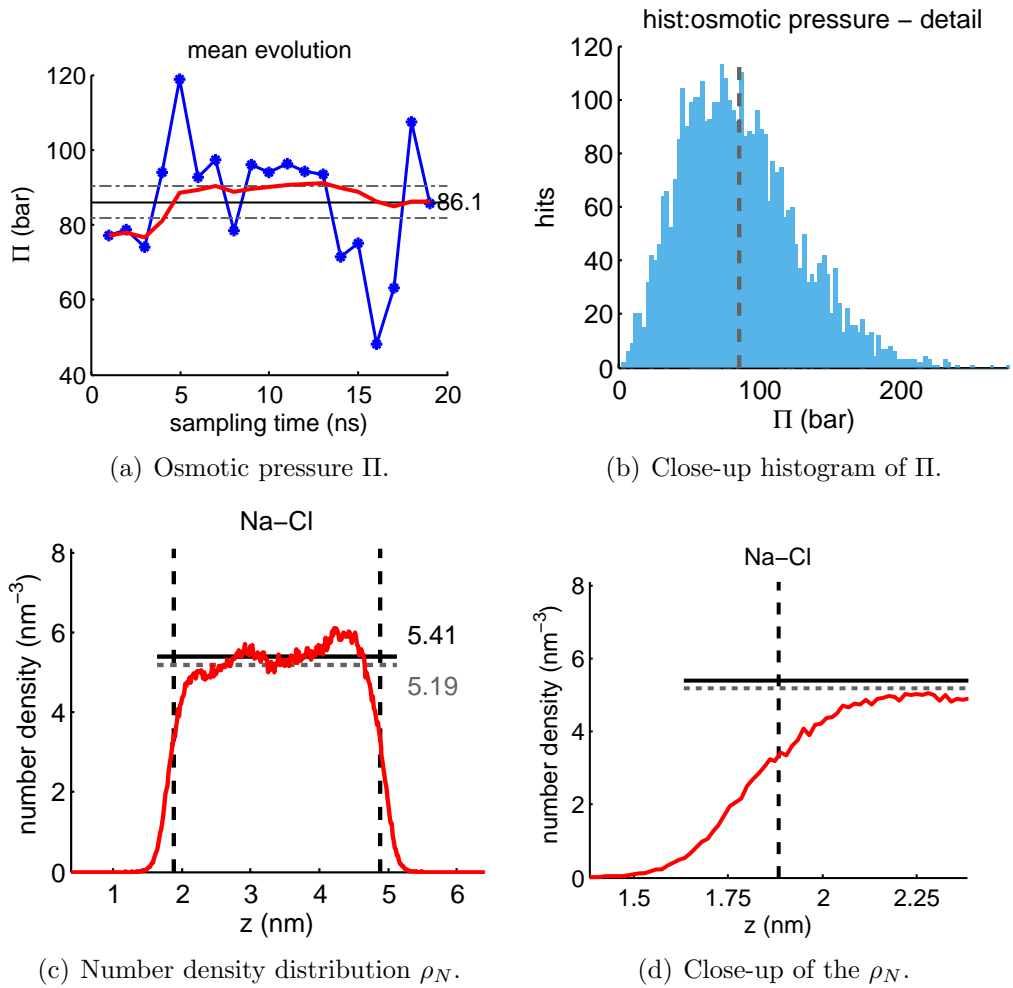 mean evolution
120
100
80
60
40
Π (bar)
86.1
0 5 10 15 20
sampling time (ns)
(a) Osmotic pressure Π.
hist:osmotic pressure − detail
120
100
80
60
40
20
0
hits
0 100 200
Π (bar)
(b) Close-up histogram of Π.
Na−Cl
8
6
4
2
0
number density (nm⁻³)
5.41
5.19
1 2 3 4 5 6
z (nm)
(c) Number density distribution ρ_N.
Na−Cl
8
6
4
2
0
number density (nm⁻³)
1.5 1.75 2 2.25
z (nm)
(d) Close-up of the ρ_N.